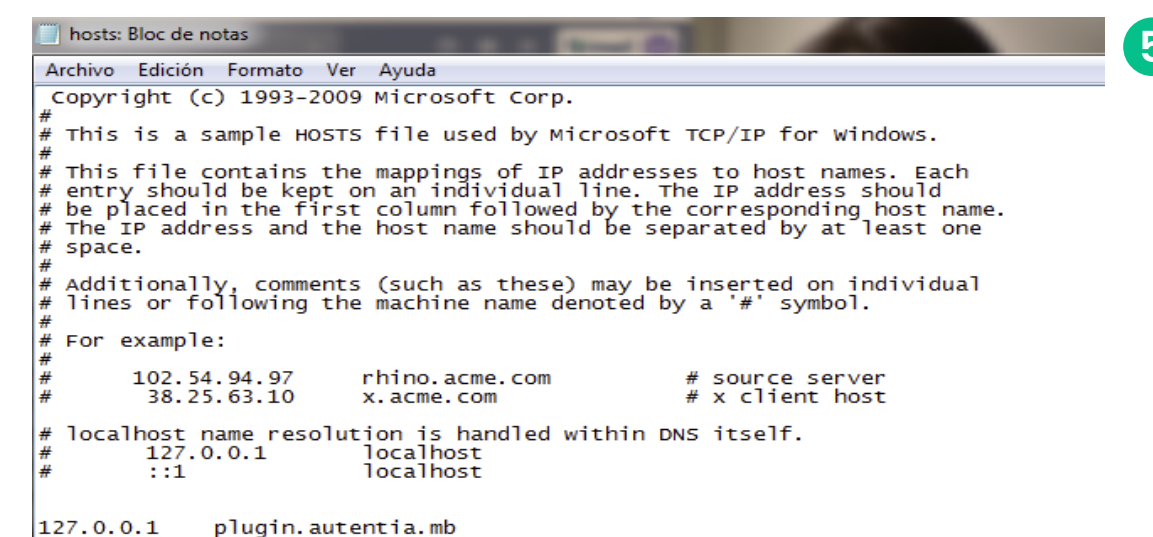 hosts: Bloc de notas
5
Archivo Edición Formato Ver Ayuda
Copyright (c) 1993-2009 Microsoft Corp.
#
# This is a sample HOSTS file used by Microsoft TCP/IP for Windows.
#
# This file contains the mappings of IP addresses to host names. Each
# entry should be kept on an individual line. The IP address should
# be placed in the first column followed by the corresponding host name.
# The IP address and the host name should be separated by at least one
# space.
#
# Additionally, comments (such as these) may be inserted on individual
# lines or following the machine name denoted by a '#' symbol.
#
# For example:
#
# 102.54.94.97 rhino.acme.com # source server
# 38.25.63.10 x.acme.com # x client host
# localhost name resolution is handled within DNS itself.
# 127.0.0.1 localhost
# ::1 localhost
127.0.0.1 plugin.autentia.mb